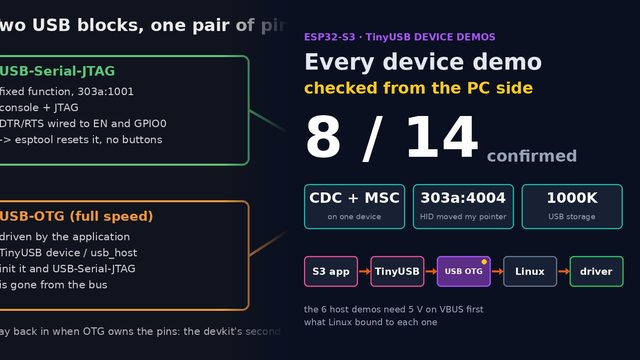 wo USB blocks, one pair of pin
USB-Serial-JTAG
fixed function, 303a:1001
console + JTAG
DTR/RTS wired to EN and GPIO0
-> esptool resets it, no buttons
USB-OTG (full speed)
driven by the application
TinyUSB device / usb_host
init it and USB-Serial-JTAG
is gone from the bus
ay back in when OTG owns the pins: the devkit's second
ESP32-S3 · TinyUSB DEVICE DEMOS
Every device demo
checked from the PC side
8 / 14 confirmed
CDC + MSC
on one device
303a:4004
HID moved my pointer
1000K
USB storage
S3 app
TinyUSB
USB OTG
Linux
driver
the 6 host demos need 5 V on VBUS first
what Linux bound to each one